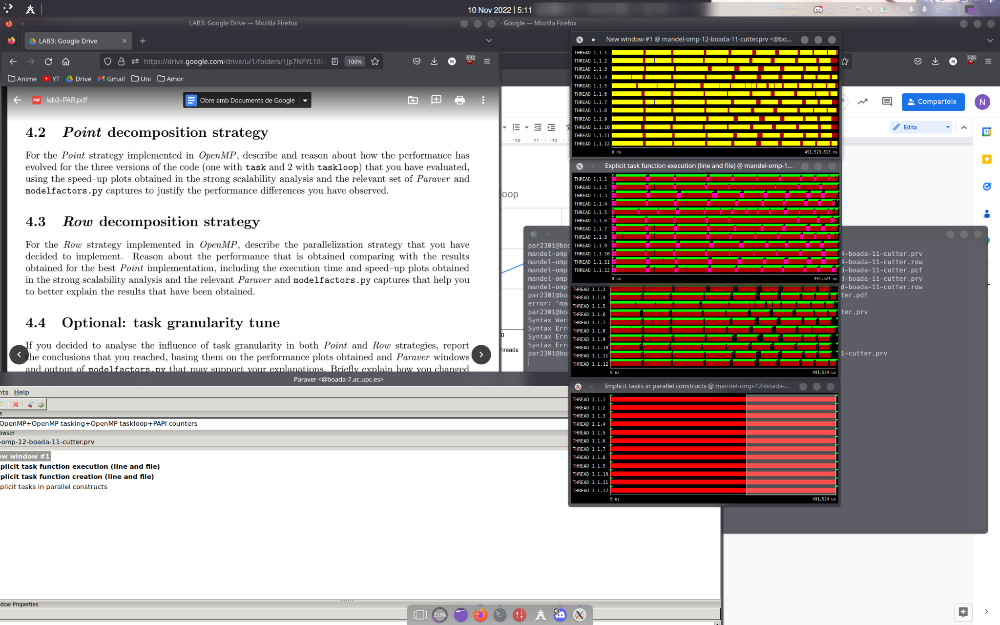 10 Nov 2022 | 5:11
26.2 Mb/s
7.1 Mb/s
LAB3: Google Drive — Mozilla Firefox
Google — Mozilla Firefox
LAB3: Google Drive
https://drive.google.com/drive/u/1/folders/1Jp7NFYL18u
100%
692
Anime
YT
Drive
Gmail
Uni
Amor
lab3-PAR.pdf
Obre amb Documents de Google
4.2 Point decomposition strategy
For the Point strategy implemented in OpenMP, describe and reason about how the performance has
evolved for the three versions of the code (one with task and 2 with taskloop) that you have evaluated,
using the speed–up plots obtained in the strong scalability analysis and the relevant set of Paraver and
modelfactors.py captures to justify the performance differences you have observed.
4.3 Row decomposition strategy
For the Row strategy implemented in OpenMP, describe the parallelization strategy that you have
decided to implement. Reason about the performance that is obtained comparing with the results
obtained for the best Point implementation, including the execution time and speed–up plots obtained
in the strong scalability analysis and the relevant Paraver and modelfactors.py captures that help you
to better explain the results that have been obtained.
4.4 Optional: task granularity tune
If you decided to analyse the influence of task granularity in both Point and Row strategies, report
the conclusions that you reached, basing them on the performance plots obtained and Paraver windows
and output of modelfactors.py that may support your explanations. Briefly explain how you changed
>2k
Comparteix
N
Edita
10 11 12
31
loop
0
hreads
New window #1 @ mandel-omp-12-boada-11-cutter.prv <@bo...
THREAD 1.1.1
THREAD 1.1.2
THREAD 1.1.3
THREAD 1.1.4
THREAD 1.1.5
THREAD 1.1.6
THREAD 1.1.7
THREAD 1.1.8
THREAD 1.1.9
THREAD 1.1.10
THREAD 1.1.11
THREAD 1.1.12
0 ns
491,523,813 ns
Explicit task function execution (line and file) @ mandel-omp-1...
THREAD 1.1.1
THREAD 1.1.2
THREAD 1.1.3
THREAD 1.1.4
THREAD 1.1.5
THREAD 1.1.6
THREAD 1.1.7
THREAD 1.1.8
THREAD 1.1.9
THREAD 1.1.10
THREAD 1.1.11
THREAD 1.1.12
0 us
491,524 us
THREAD 1.1.3
THREAD 1.1.4
THREAD 1.1.5
THREAD 1.1.6
THREAD 1.1.7
THREAD 1.1.8
THREAD 1.1.9
THREAD 1.1.10
THREAD 1.1.11
THREAD 1.1.12
0 us
491,524 us
Implicit tasks in parallel constructs @ mandel-omp-12-boada-...
THREAD 1.1.1
THREAD 1.1.2
THREAD 1.1.3
THREAD 1.1.4
THREAD 1.1.5
THREAD 1.1.6
THREAD 1.1.7
THREAD 1.1.8
THREAD 1.1.9
THREAD 1.1.10
THREAD 1.1.11
THREAD 1.1.12
0 us
491,524 us
par2301@boa
mandel-omp- 4-boada-11-cutter.prv
mandel-omp- 4-boada-11-cutter.row
mandel-omp- 8-boada-11-cutter.pcf
mandel-omp- 8-boada-11-cutter.prv
mandel-omp- 8-boada-11-cutter.row
par2301@boa ter.pdf
error: "ma
par2301@boa ter.prv
Syntax War
Syntax Err
Syntax Err
Syntax Err
par2301@boa 1-cutter.prv
Paraver <@boada-7.ac.upc.es>
nts Help
s
OpenMP+OpenMP tasking+OpenMP taskloop+PAPI counters
owser
-omp-12-boada-11-cutter.prv
ew window #1
plicit task function execution (line and file)
plicit task function creation (line and file)
plicit tasks in parallel constructs
dow Properties
23,8%